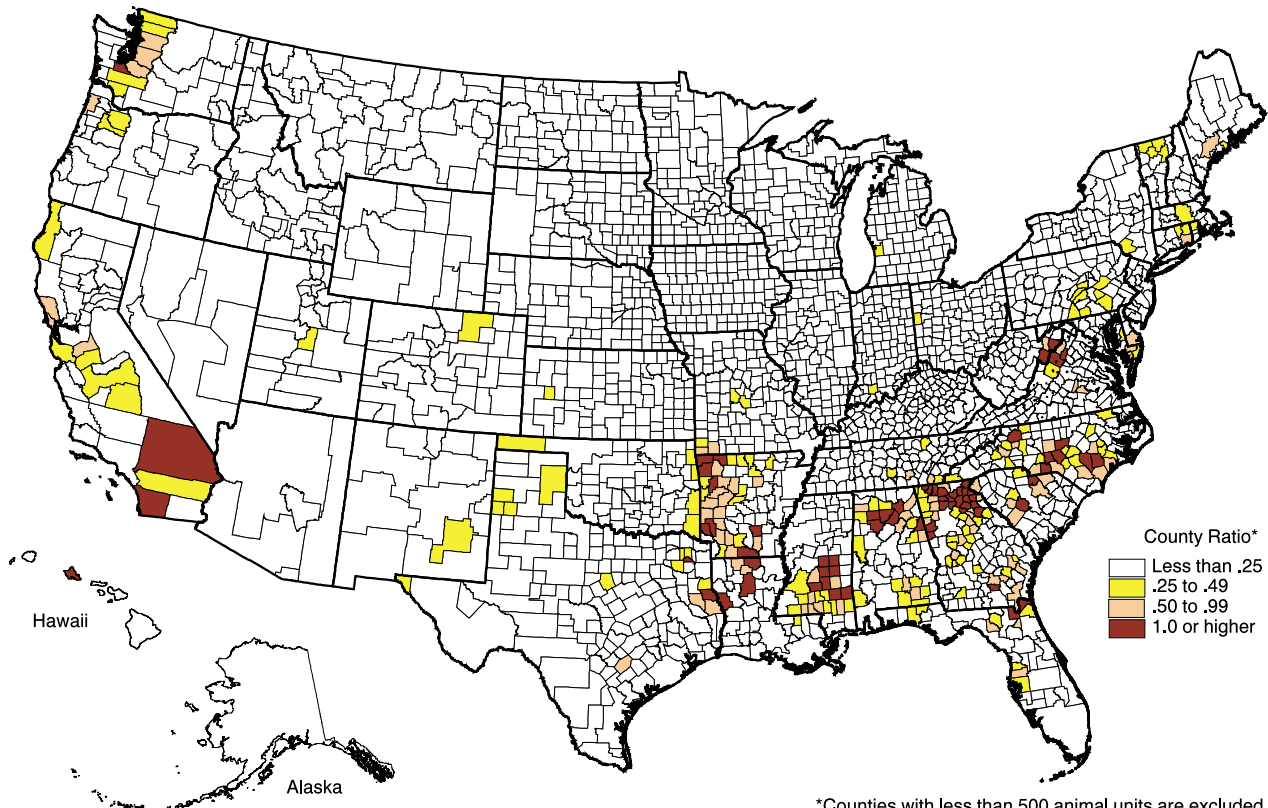 County Ratio*
Less than .25
.25 to .49
.50 to .99
1.0 or higher
Hawaii
Alaska
*Counties with less than 500 animal units are excluded